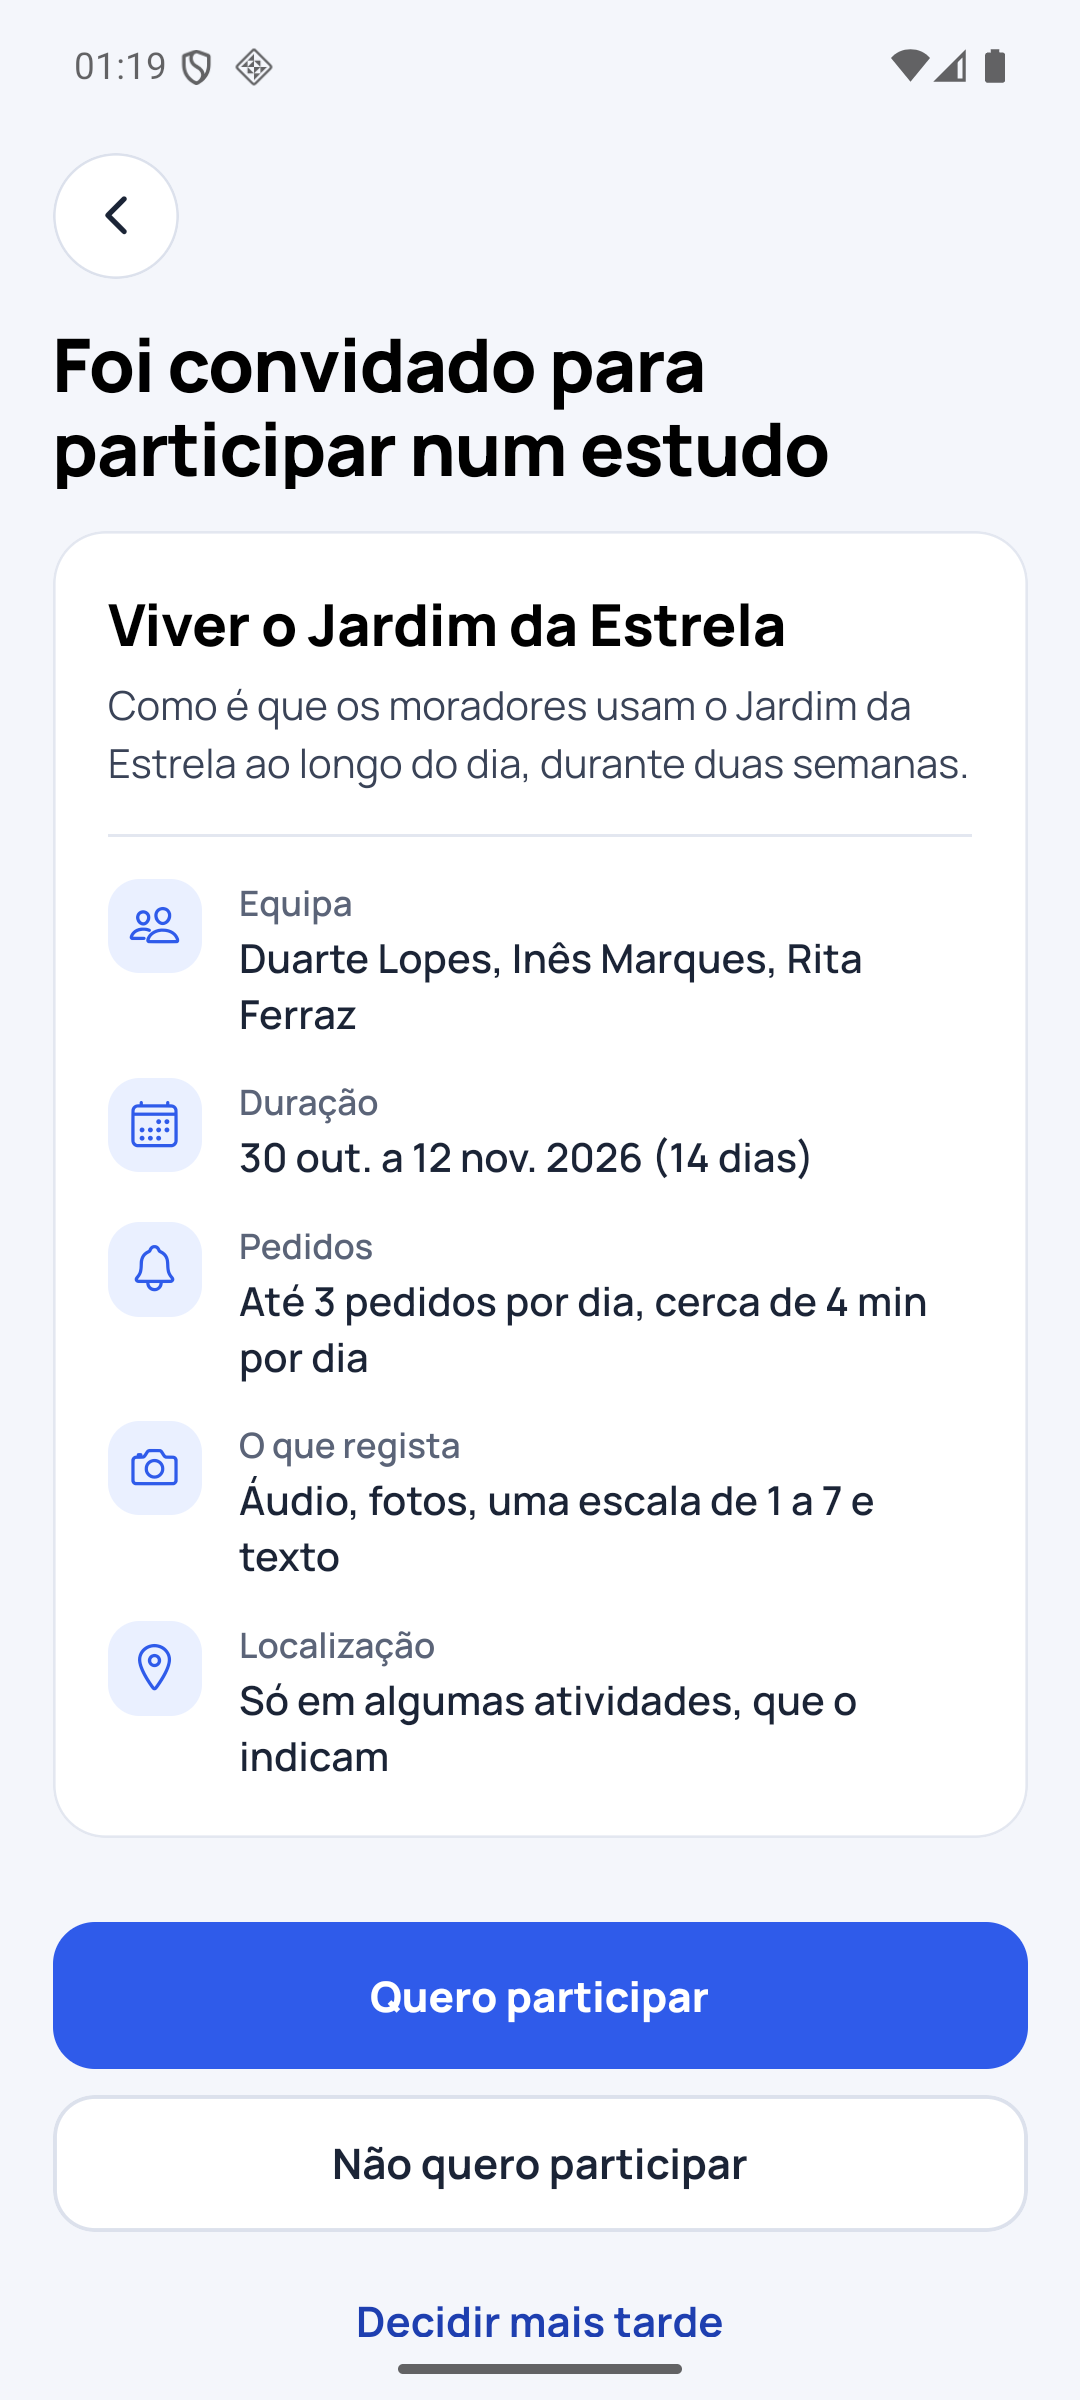 01:19
Foi convidado para
participar num estudo
Viver o Jardim da Estrela
Como é que os moradores usam o Jardim da
Estrela ao longo do dia, durante duas semanas.
Equipa
Duarte Lopes, Inês Marques, Rita
Ferraz
Duração
30 out. a 12 nov. 2026 (14 dias)
Pedidos
Até 3 pedidos por dia, cerca de 4 min
por dia
O que regista
Áudio, fotos, uma escala de 1 a 7 e
texto
Localização
Só em algumas atividades, que o
indicam
Quero participar
Não quero participar
Decidir mais tarde